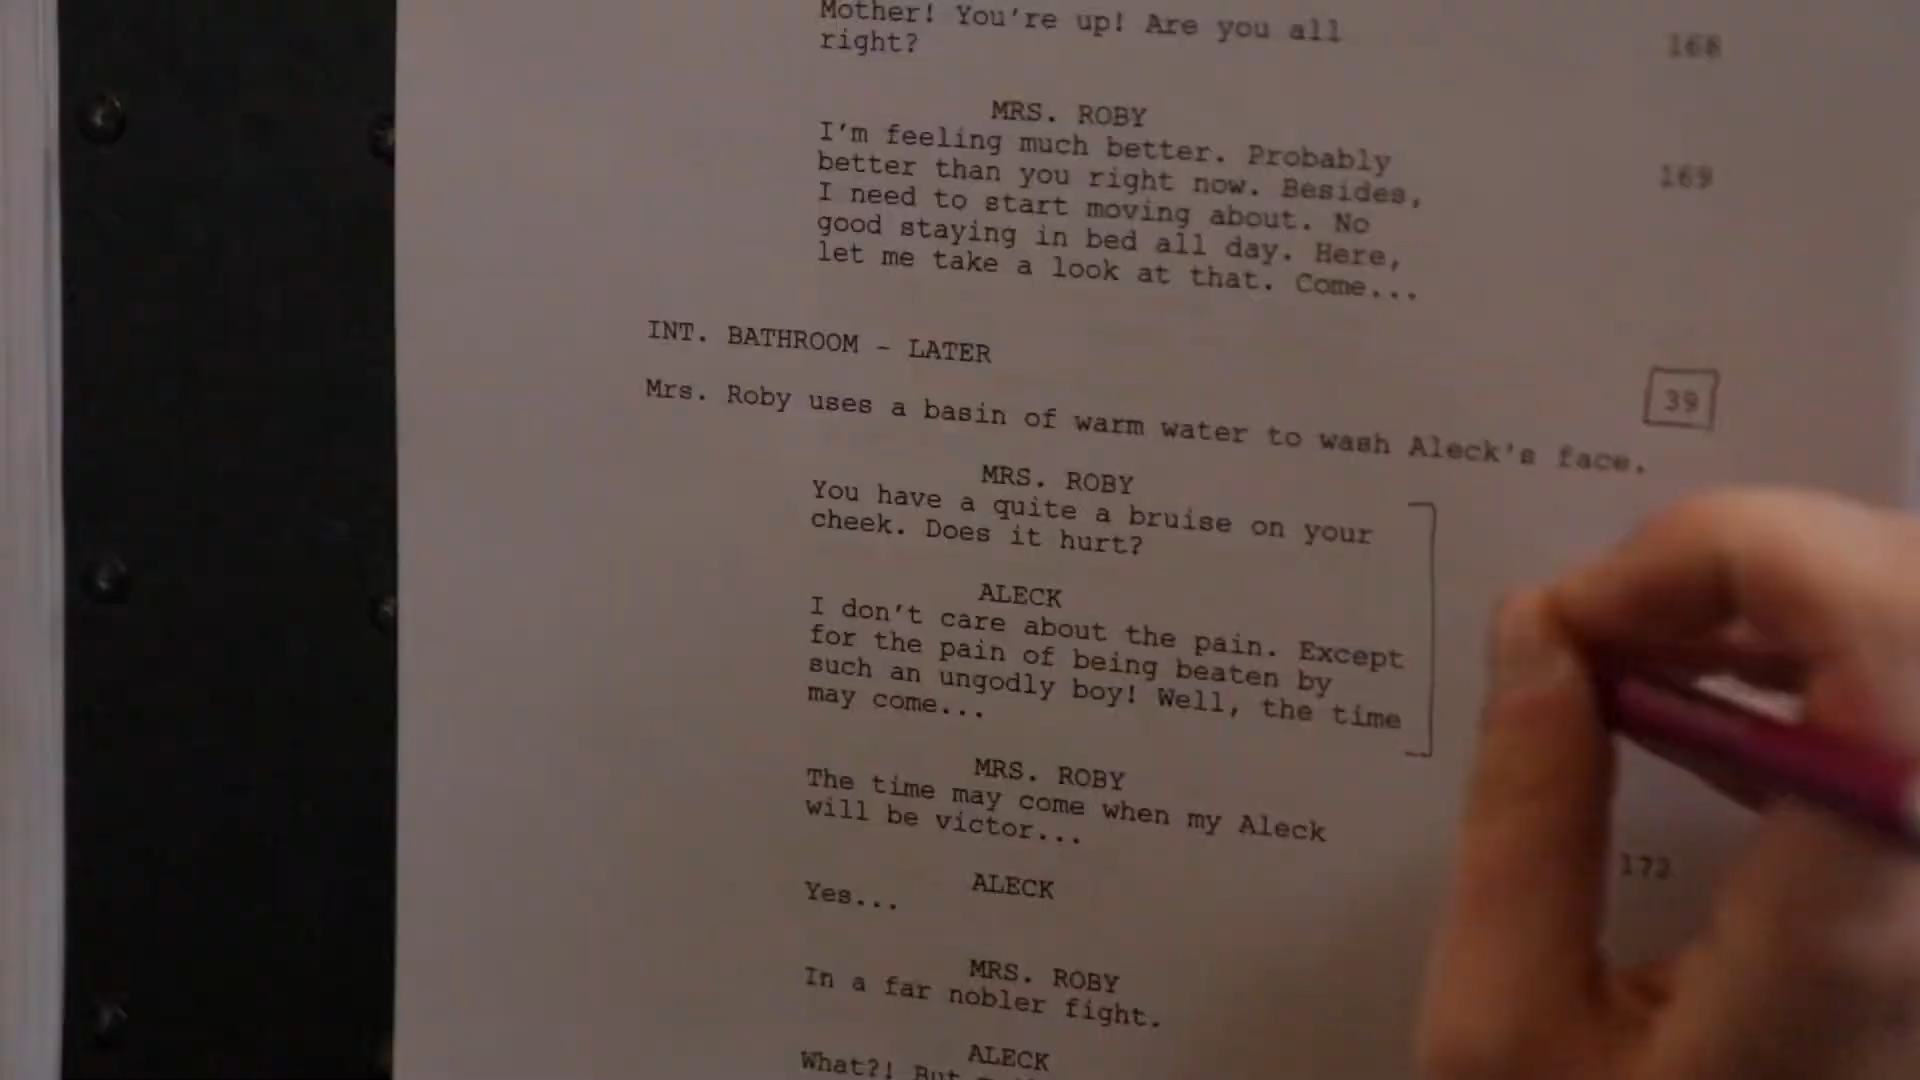 Mother! You're up! Are you all
right?
168
MRS. ROBY
I'm feeling much better. Probably
better than you right now. Besides,
I need to start moving about. No
good staying in bed all day. Here,
let me take a look at that. Come...
169
INT. BATHROOM - LATER
39
Mrs. Roby uses a basin of warm water to wash Aleck's face.
MRS. ROBY
You have a quite a bruise on your
cheek. Does it hurt?
ALECK
I don't care about the pain. Except
for the pain of being beaten by
such an ungodly boy! Well, the time
may come...
MRS. ROBY
The time may come when my Aleck
will be victor...
172
ALECK
Yes...
MRS. ROBY
In a far nobler fight.
ALECK
What?! But